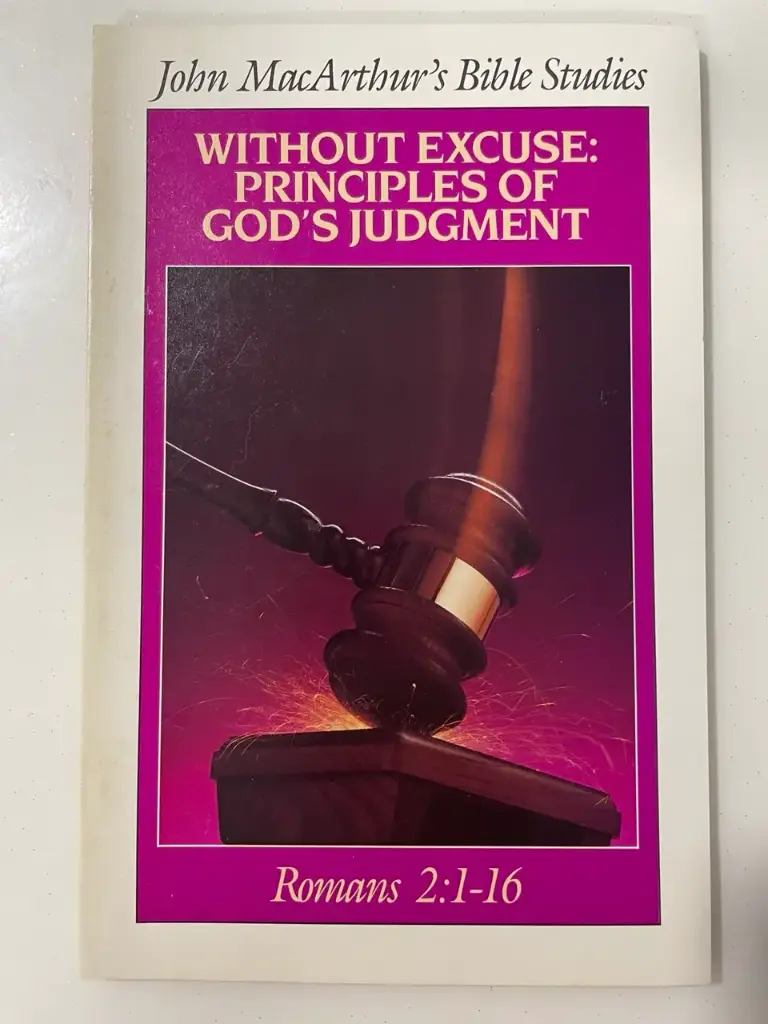 John MacArthur's Bible Studies
WITHOUT EXCUSE:
PRINCIPLES OF
GOD'S JUDGMENT
Romans 2:1-16